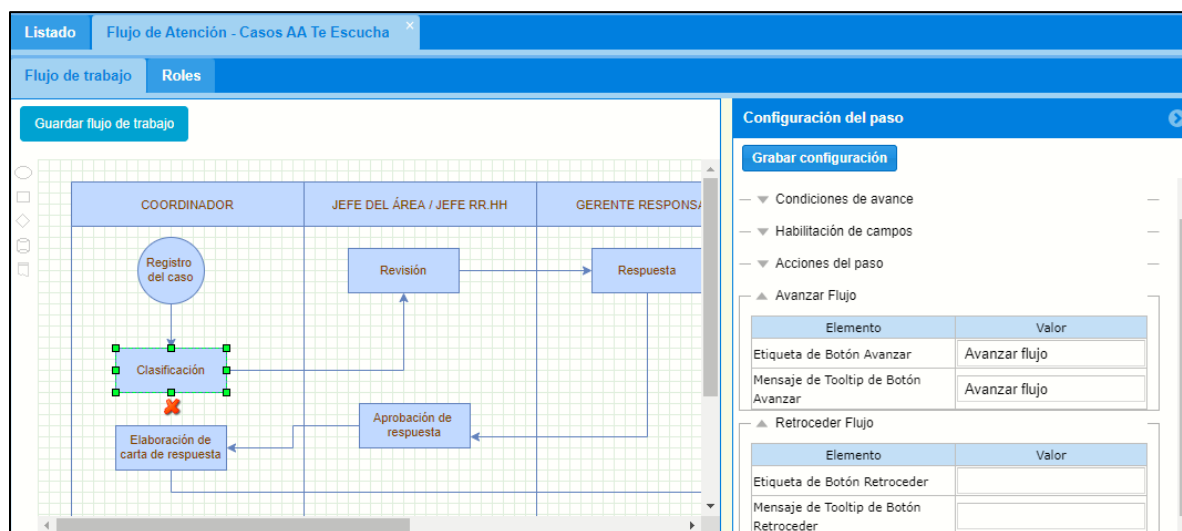 Listado
Flujo de Atención - Casos AA Te Escucha
Flujo de trabajo
Roles
Guardar flujo de trabajo
COORDINADOR
JEFE DEL ÁREA / JEFE RR.HH
GERENTE RESPONSA
Registro
del caso
Revisión
Respuesta
Clasificación
Aprobación de
respuesta
Elaboración de
carta de respuesta
Configuración del paso
Grabar configuración
Condiciones de avance
Habilitación de campos
Acciones del paso
Avanzar Flujo
Elemento
Valor
Etiqueta de Botón Avanzar
Avanzar flujo
Mensaje de Tooltip de Botón
Avanzar
Avanzar flujo
Retroceder Flujo
Elemento
Valor
Etiqueta de Botón Retroceder
Mensaje de Tooltip de Botón
Retroceder